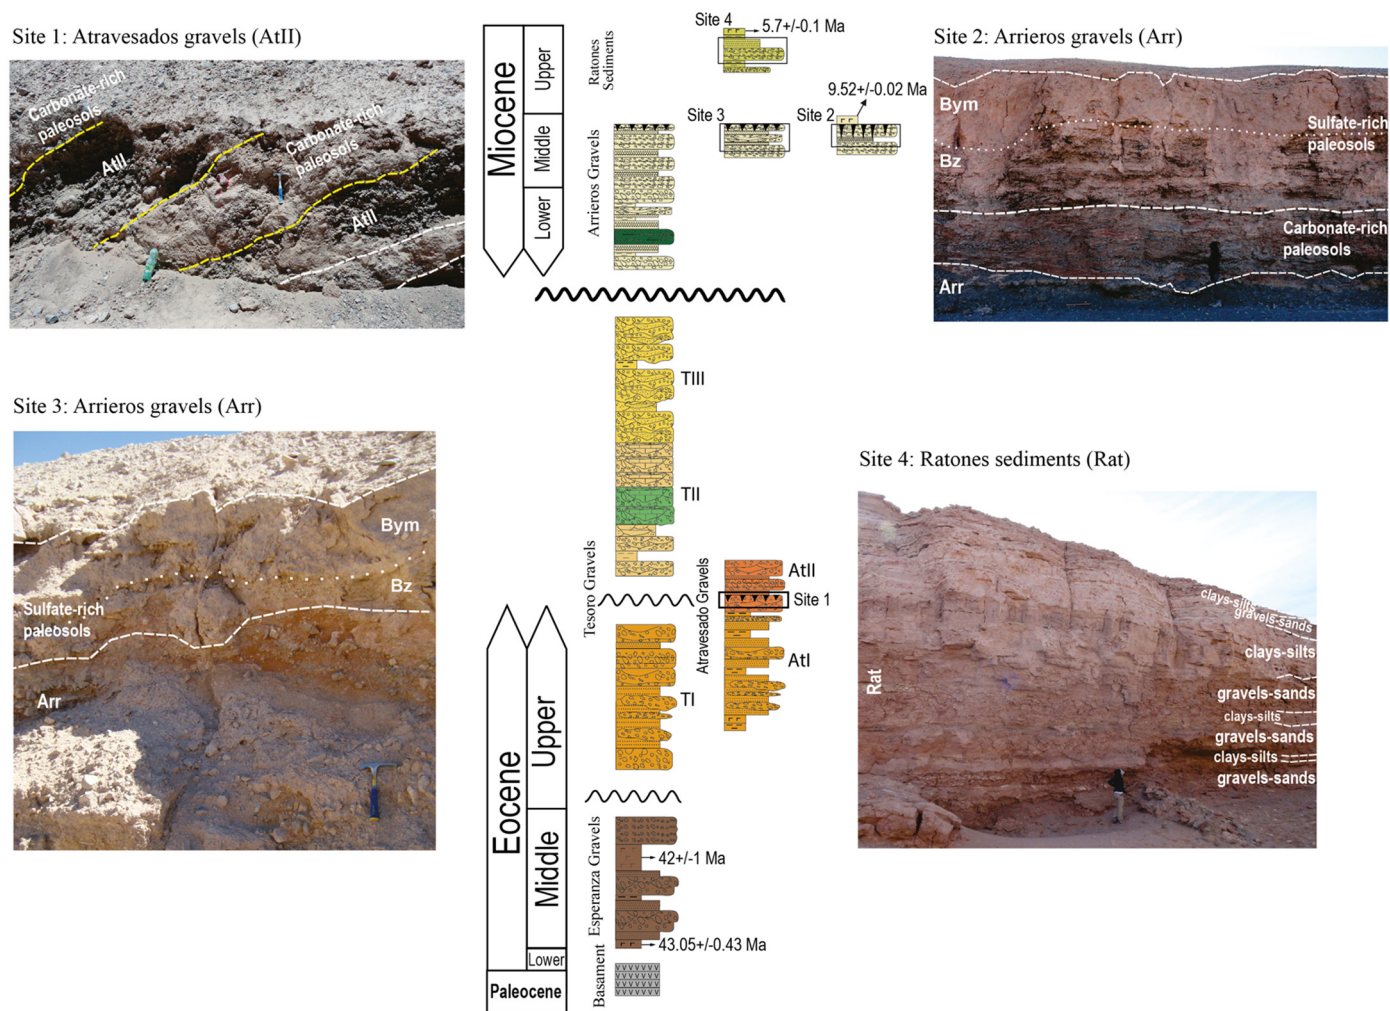 Site 1: Atravesados gravels (AtII)
Carbonate-rich
paleosols
AtII
Carbonate-rich
paleosols
AtII
Site 3: Arrieros gravels (Arr)
Bym
Bz
Sulfate-rich
paleosols
Arr
Miocene
Upper
Middle
Lower
Ratones
Sediments
Arrieros Gravels
Site 4
5.7+/-0.1 Ma
9.52+/-0.02 Ma
Site 3
Site 2
TIII
TII
Tesoro Gravels
TI
Atravesado Gravels
AtII
Site 1
AtI
Eocene
Upper
Middle
Lower
Paleocene
Esperanza Gravels
42+/-1 Ma
43.05+/-0.43 Ma
Basament
Site 2: Arrieros gravels (Arr)
Bym
Sulfate-rich
paleosols
Bz
Carbonate-rich
paleosols
Arr
Site 4: Ratones sediments (Rat)
Rat
clays-silts
gravels-sands
clays-silts
gravels-sands
clays-silts
gravels-sands
clays-silts
gravels-sands